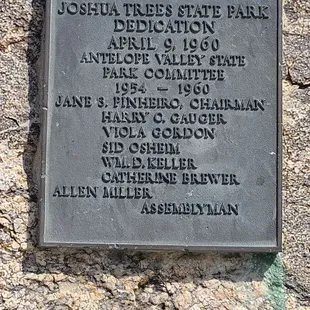 JOSHUA TREES STATE PARK
DEDICATION
APRIL 9, 1960
ANTELOPE VALLEY STATE
PARK COMMITTEE
1954 – 1960
JANE S. PINHEIRO, CHAIRMAN
HARRY C. GAUGER
VIOLA GORDON
SID OSHEIM
WM. D. KELLER
CATHERINE BREWER
ALLEN MILLER
ASSEMBLYMAN